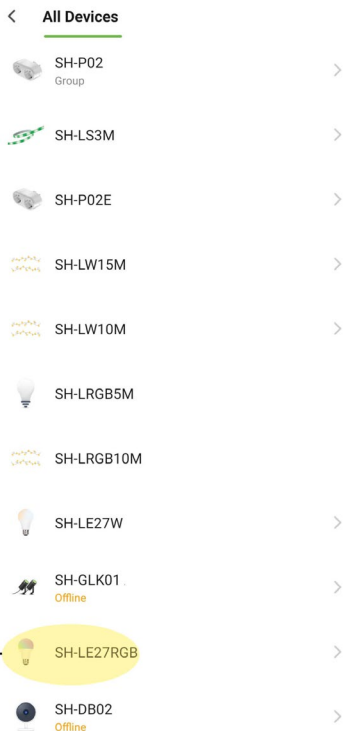 All Devices
SH-P02
Group
SH-LS3M
SH-P02E
SH-LW15M
SH-LW10M
SH-LRGB5M
SH-LRGB10M
SH-LE27W
SH-GLK01
Offline
SH-LE27RGB
SH-DB02
Offline